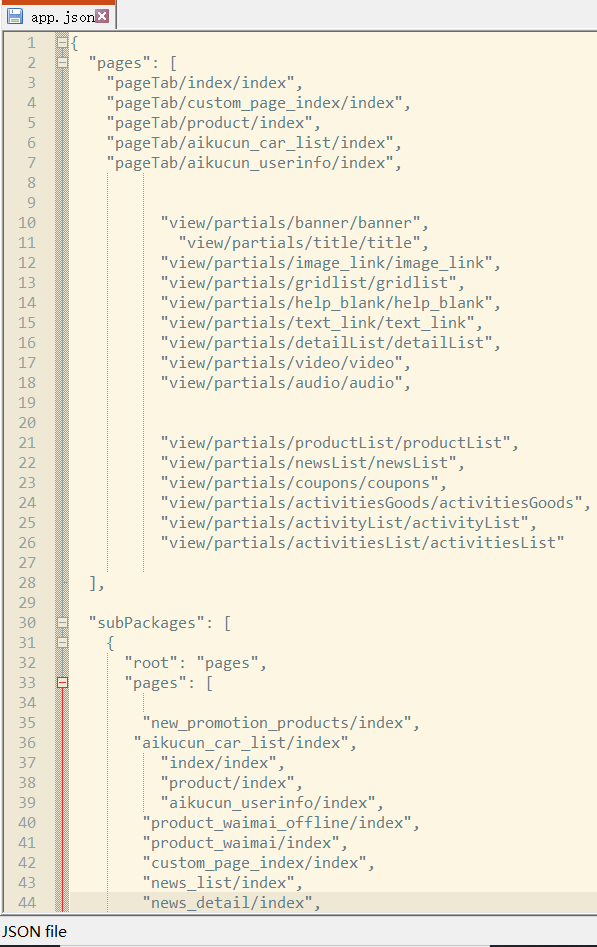 app.json
1 {
2 "pages": [
3 "pageTab/index/index",
4 "pageTab/custom_page_index/index",
5 "pageTab/product/index",
6 "pageTab/aikucun_car_list/index",
7 "pageTab/aikucun_userinfo/index",
8
9
10 "view/partials/banner/banner",
11 "view/partials/title/title",
12 "view/partials/image_link/image_link",
13 "view/partials/gridlist/gridlist",
14 "view/partials/help_blank/help_blank",
15 "view/partials/text_link/text_link",
16 "view/partials/detailList/detailList",
17 "view/partials/video/video",
18 "view/partials/audio/audio",
19
20
21 "view/partials/productList/productList",
22 "view/partials/newsList/newsList",
23 "view/partials/coupons/coupons",
24 "view/partials/activitiesGoods/activitiesGoods",
25 "view/partials/activityList/activityList",
26 "view/partials/activitiesList/activitiesList"
27
28 ],
29
30 "subPackages": [
31 {
32 "root": "pages",
33 "pages": [
34
35 "new_promotion_products/index",
36 "aikucun_car_list/index",
37 "index/index",
38 "product/index",
39 "aikucun_userinfo/index",
40 "product_waimai_offline/index",
41 "product_waimai/index",
42 "custom_page_index/index",
43 "news_list/index",
44 "news_detail/index",
JSON file